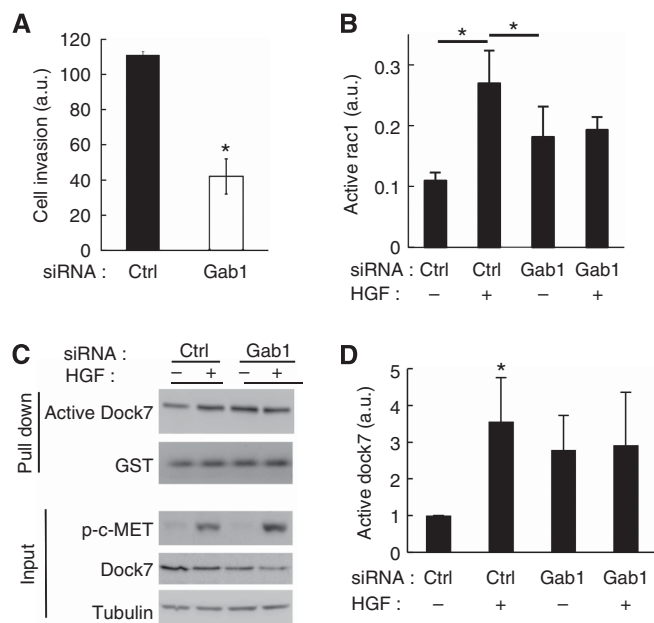 A
Cell invasion (a.u.)
120
100
80
60
40
20
0
*
siRNA : Ctrl Gab1
B
Active rac1 (a.u.)
0.3
0.2
0.1
0
* *
siRNA : Ctrl Ctrl Gab1 Gab1
HGF : – + – +
C
siRNA : Ctrl Gab1
HGF : – + – +
Pull down
Active Dock7
GST
Input
p-c-MET
Dock7
Tubulin
D
Active dock7 (a.u.)
5
4
3
2
1
0
*
siRNA : Ctrl Ctrl Gab1 Gab1
HGF : – + – +